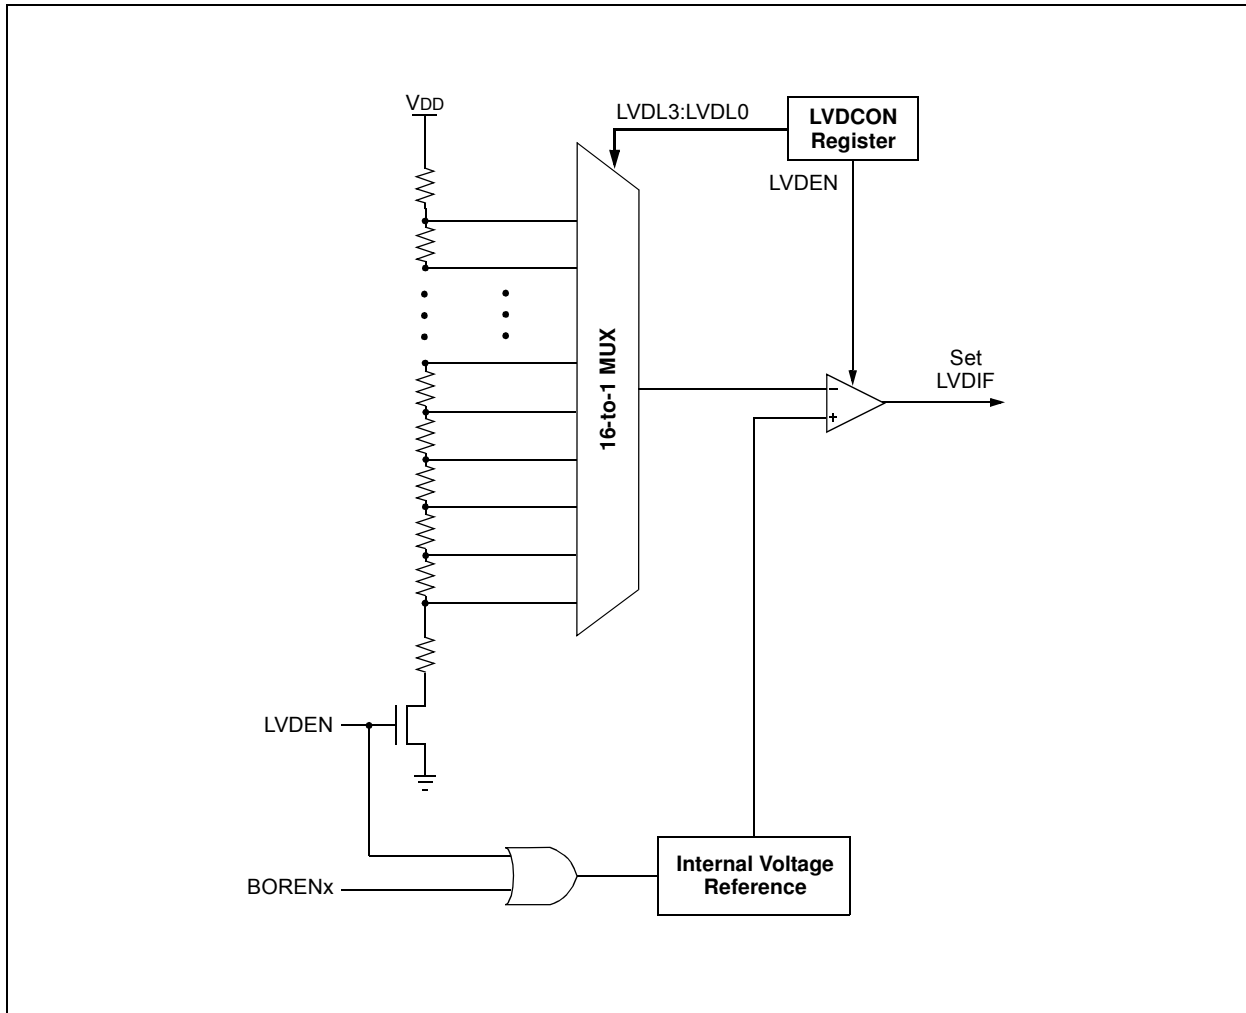 VDD
LVDL3:LVDL0
LVDCON
Register
LVDEN
16-to-1 MUX
Set
LVDIF
–
+
LVDEN
BORENx
Internal Voltage
Reference